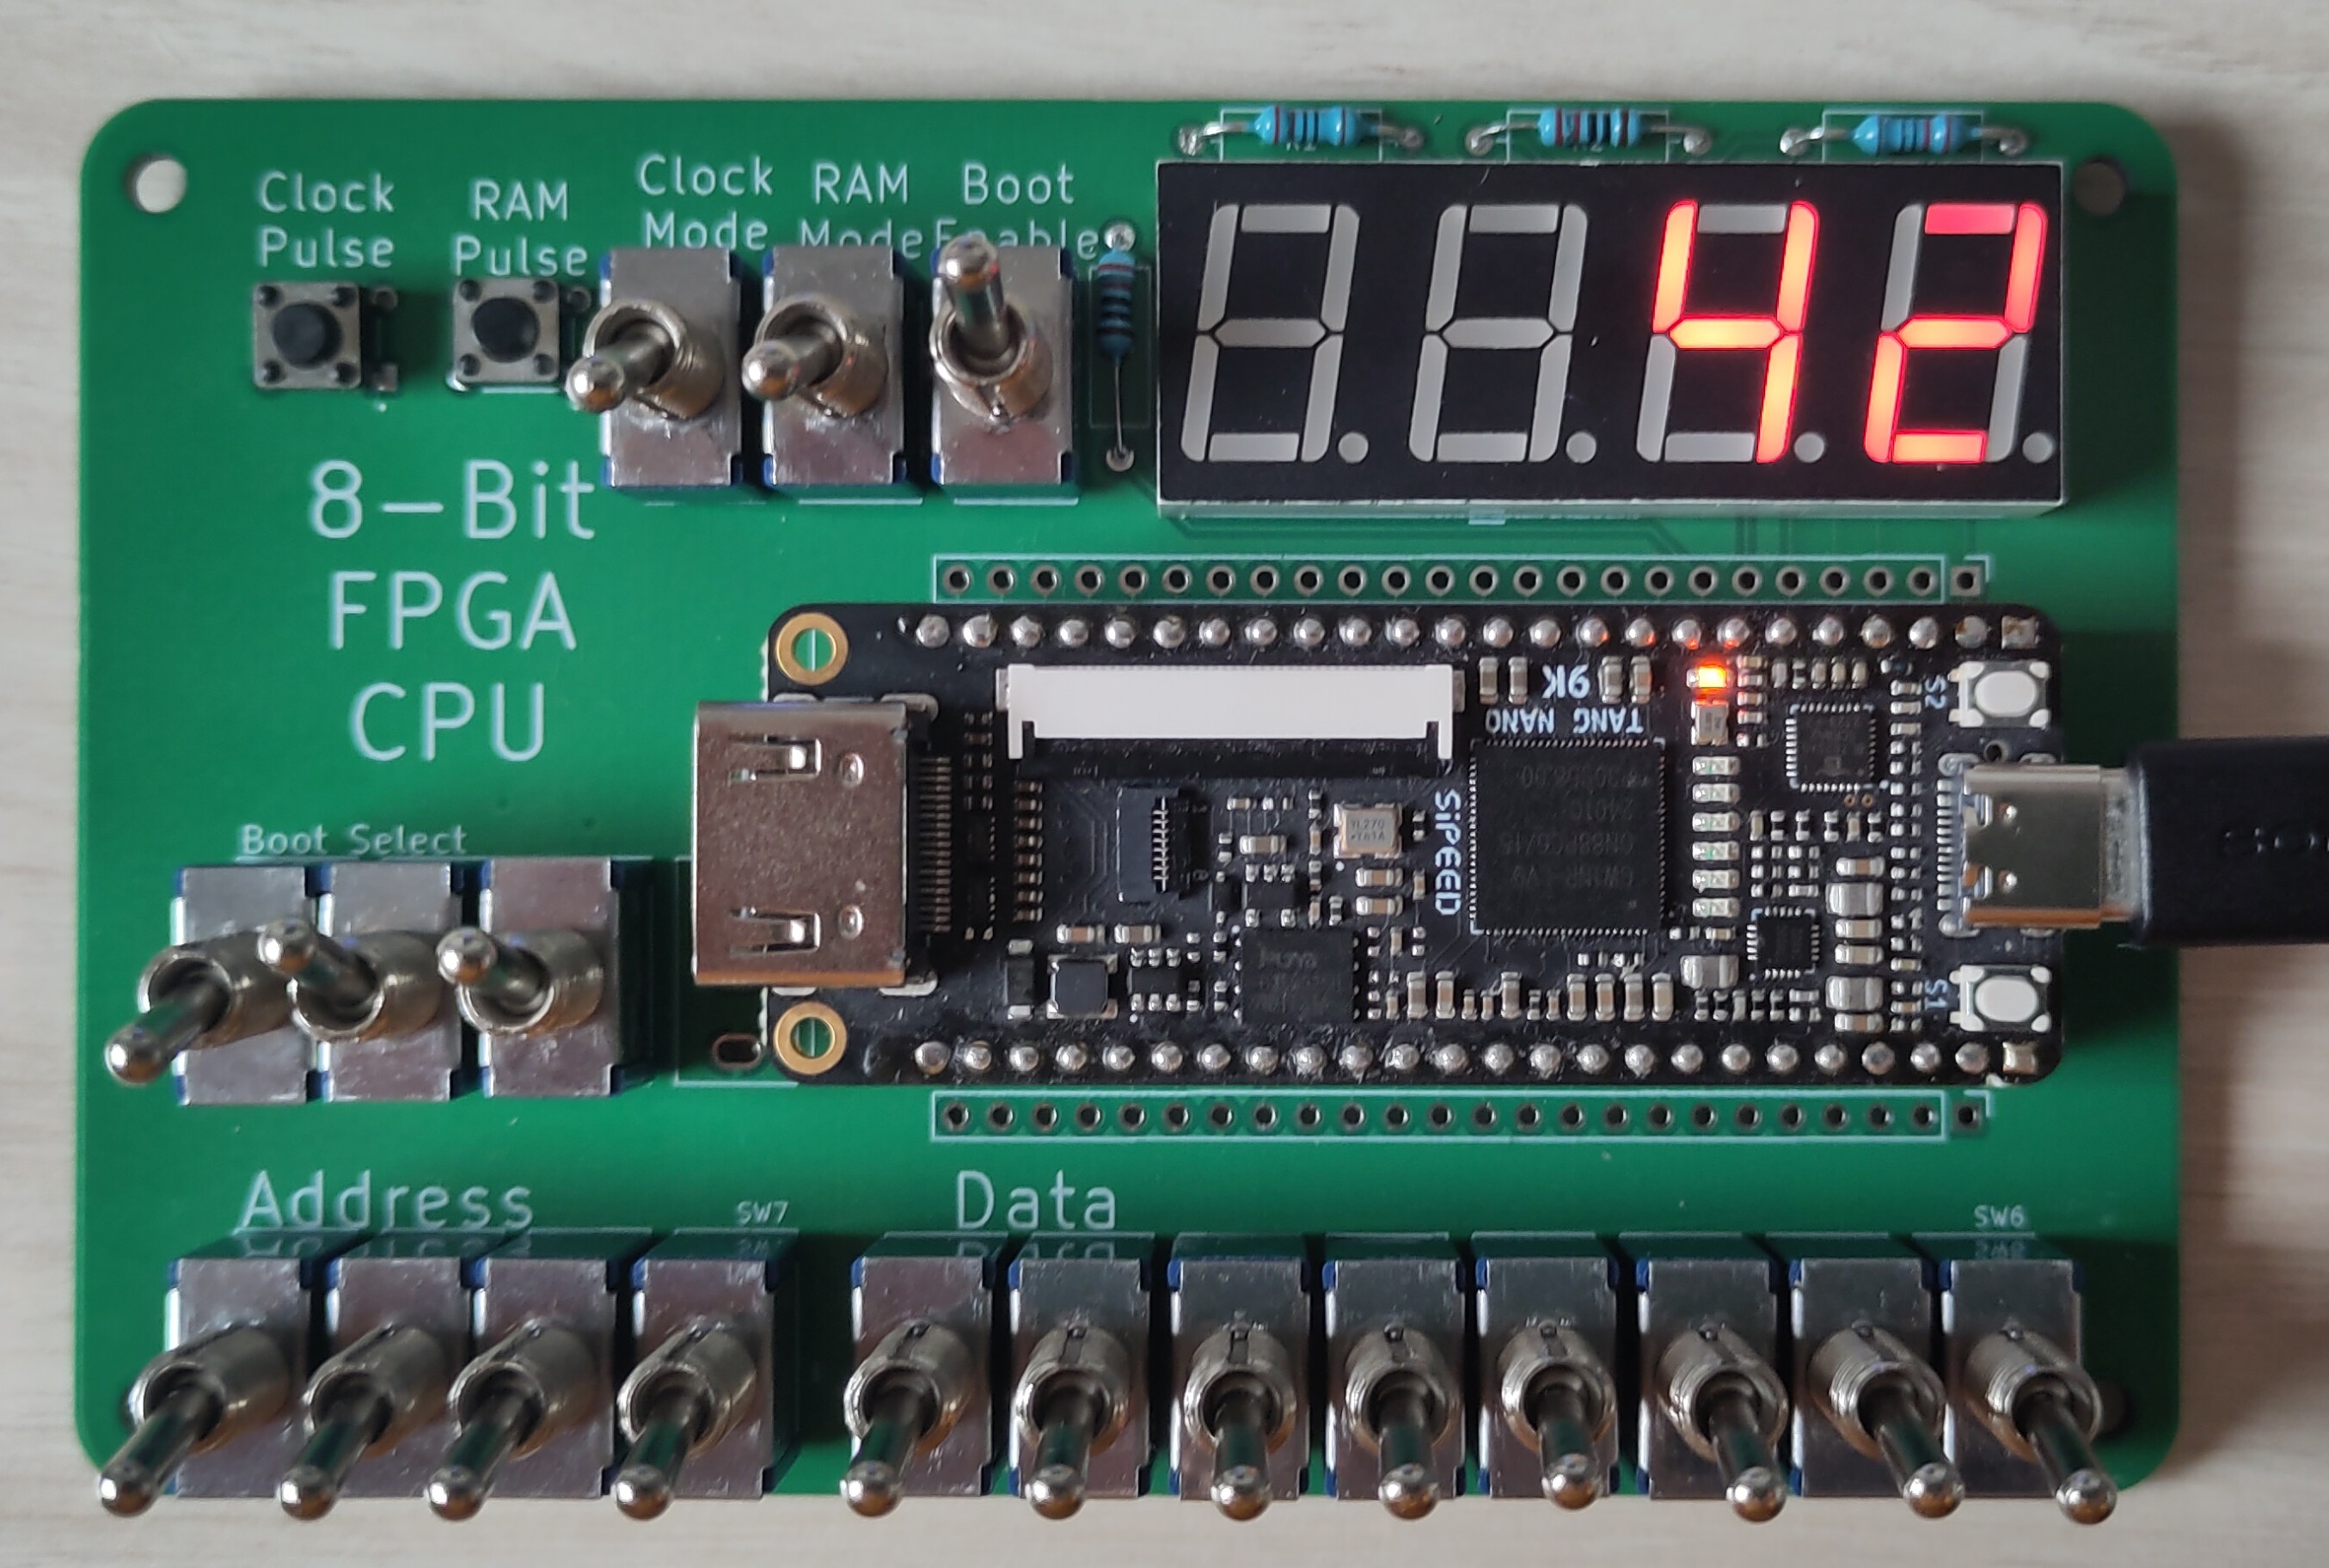 Clock
Pulse
RAM
Pulse
Clock
Mode
RAM
Mode
Boot
Enable
42
8-Bit
FPGA
CPU
9K
TANG NANO
SiPEED
S2
S1
Boot Select
Address
SW7
Data
SW6